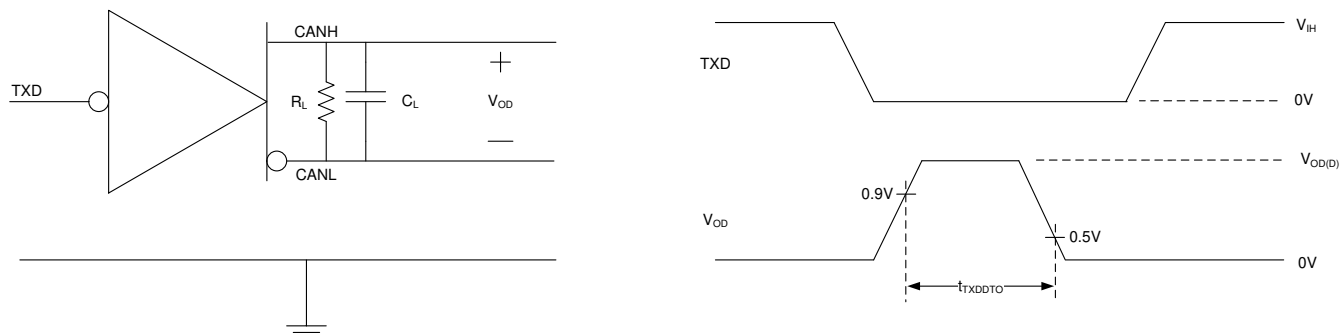 TXD
CANH
R_L
C_L
+
V_OD
—
CANL
TXD
V_IH
0V
V_OD(D)
0.9V
V_OD
0.5V
0V
t_TXDDTO